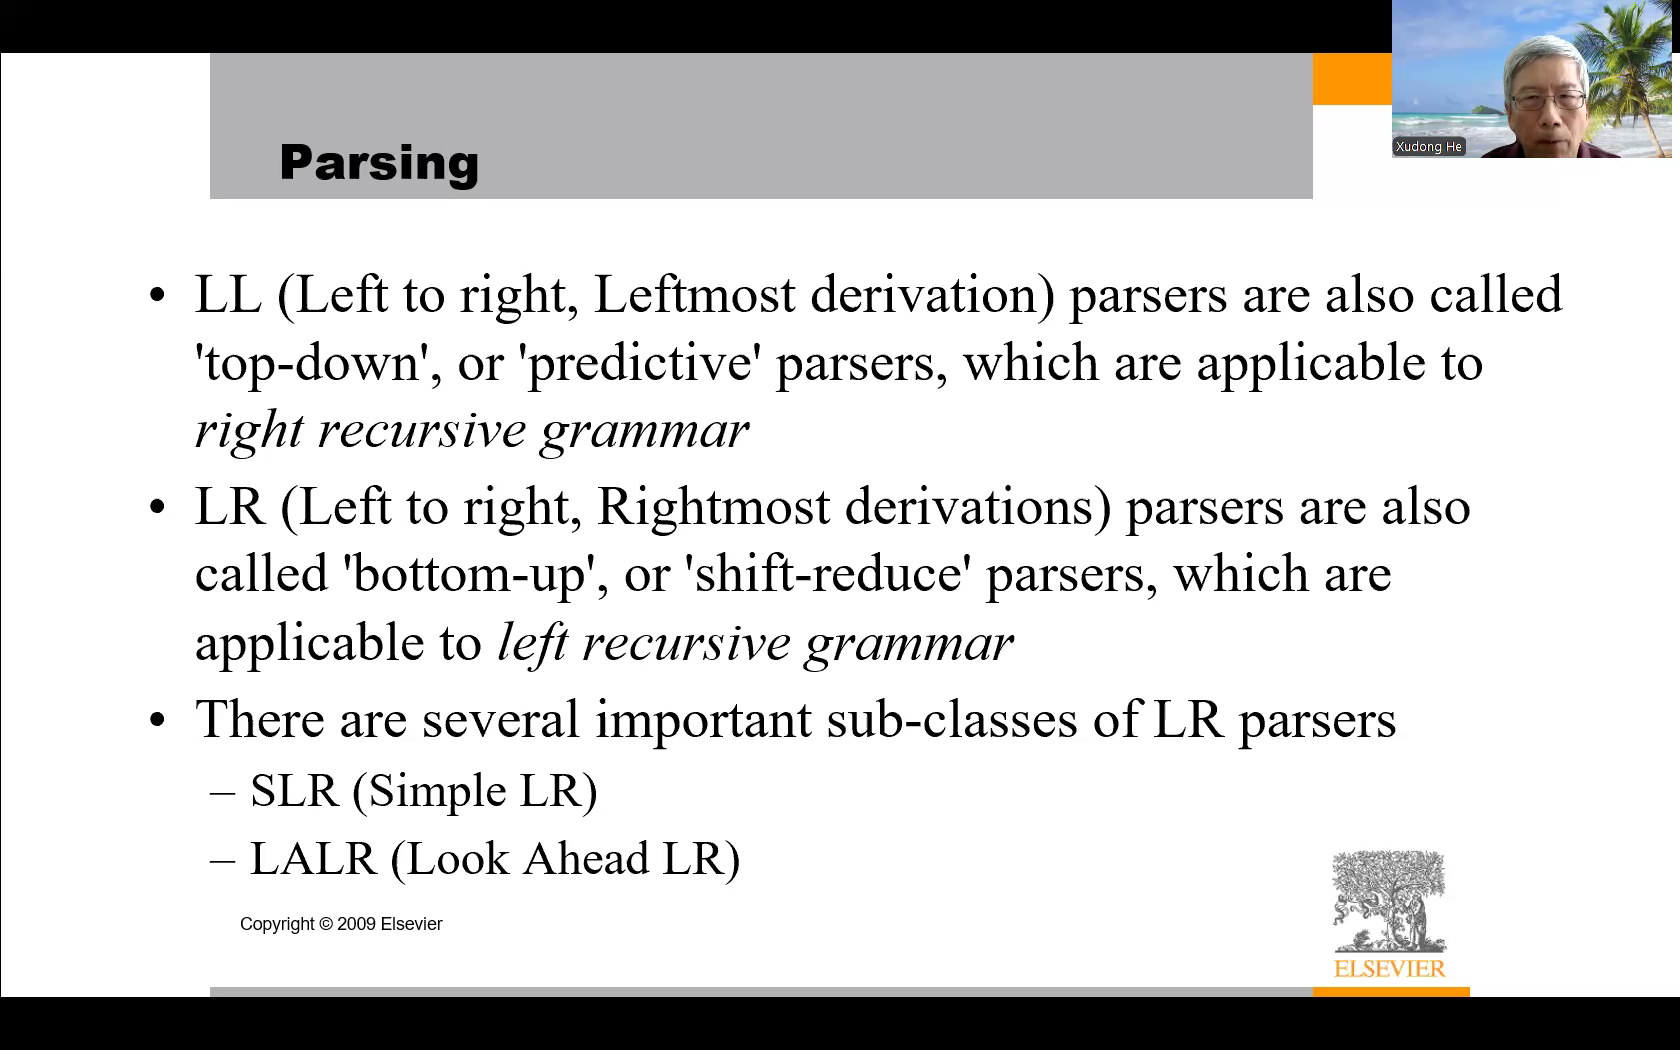 Parsing
Xudong He
• LL (Left to right, Leftmost derivation) parsers are also called
'top-down', or 'predictive' parsers, which are applicable to
right recursive grammar
• LR (Left to right, Rightmost derivations) parsers are also
called 'bottom-up', or 'shift-reduce' parsers, which are
applicable to left recursive grammar
• There are several important sub-classes of LR parsers
– SLR (Simple LR)
– LALR (Look Ahead LR)
Copyright © 2009 Elsevier
ELSEVIER